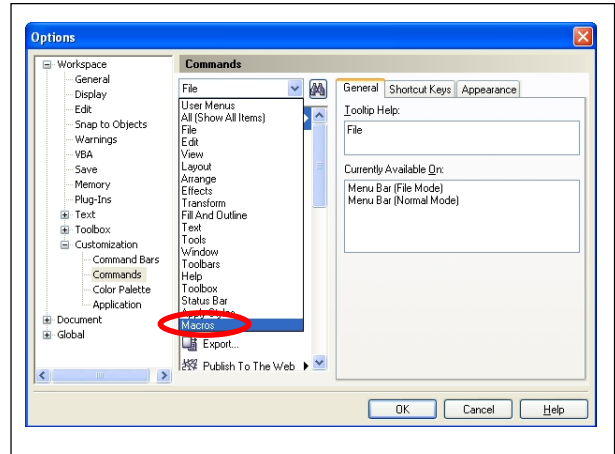 Options
Workspace
General
Display
Edit
Snap to Objects
Warnings
VBA
Save
Memory
Plug-Ins
Text
Toolbox
Customization
Command Bars
Commands
Color Palette
Application
Document
Global
Commands
File
User Menus
All (Show All Items)
File
Edit
View
Layout
Arrange
Effects
Transform
Fill And Outline
Text
Tools
Window
Toolbars
Help
Toolbox
Status Bar
Apply Styles
Macros
Export...
Publish To The Web
General Shortcut Keys Appearance
Tooltip Help:
File
Currently Available On:
Menu Bar (File Mode)
Menu Bar (Normal Mode)
OK Cancel Help